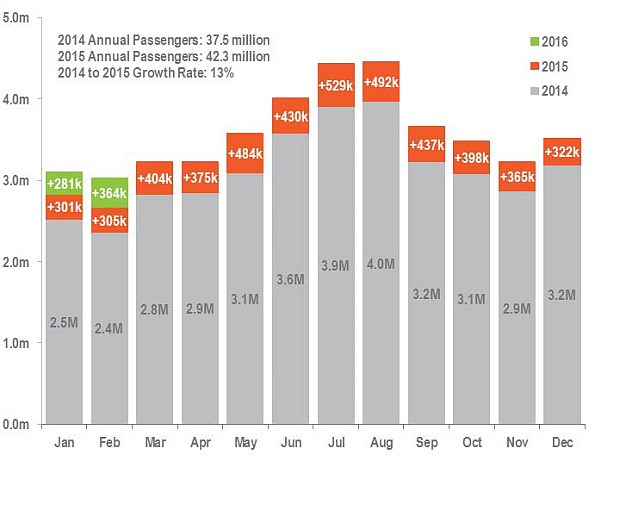 5.0m
2014 Annual Passengers: 37.5 million
2015 Annual Passengers: 42.3 million
2014 to 2015 Growth Rate: 13%
2016
2015
2014
4.0m
3.0m
2.0m
1.0m
0.0m
+281k
+301k
2.5M
+364k
+305k
2.4M
+404k
2.8M
+375k
2.9M
+484k
3.1M
+430k
3.6M
+529k
3.9M
+492k
4.0M
+437k
3.2M
+398k
3.1M
+365k
2.9M
+322k
3.2M
Jan Feb Mar Apr May Jun Jul Aug Sep Oct Nov Dec